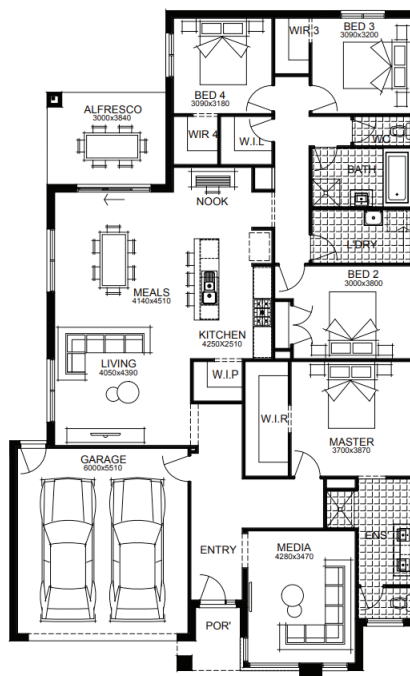 WIR 3
BED 3
3090x3200
BED 4
3090x3180
ALFRESCO
3000x3840
WIR 4
W.I.L
WC
BATH
NOOK
L'DRY
MEALS
4140x4510
BED 2
3000x3800
KITCHEN
4250x2510
LIVING
4050x4390
W.I.P
W.I.R
MASTER
3700x3870
GARAGE
6000x5510
ENS'
ENTRY
MEDIA
4280x3470
POR'